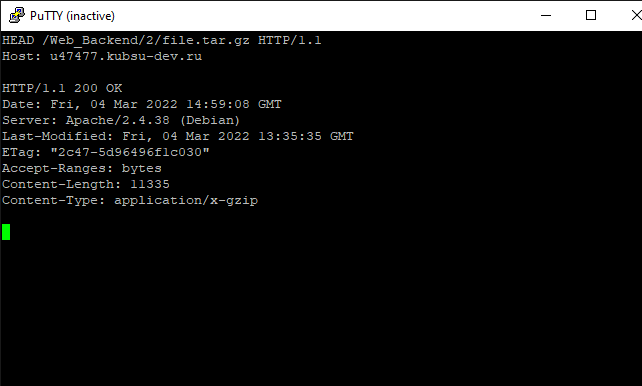 PuTTY (inactive)
HEAD /Web_Backend/2/file.tar.gz HTTP/1.1
Host: u47477.kubsu-dev.ru
HTTP/1.1 200 OK
Date: Fri, 04 Mar 2022 14:59:08 GMT
Server: Apache/2.4.38 (Debian)
Last-Modified: Fri, 04 Mar 2022 13:35:35 GMT
ETag: "2c47-5d96496f1c030"
Accept-Ranges: bytes
Content-Length: 11335
Content-Type: application/x-gzip